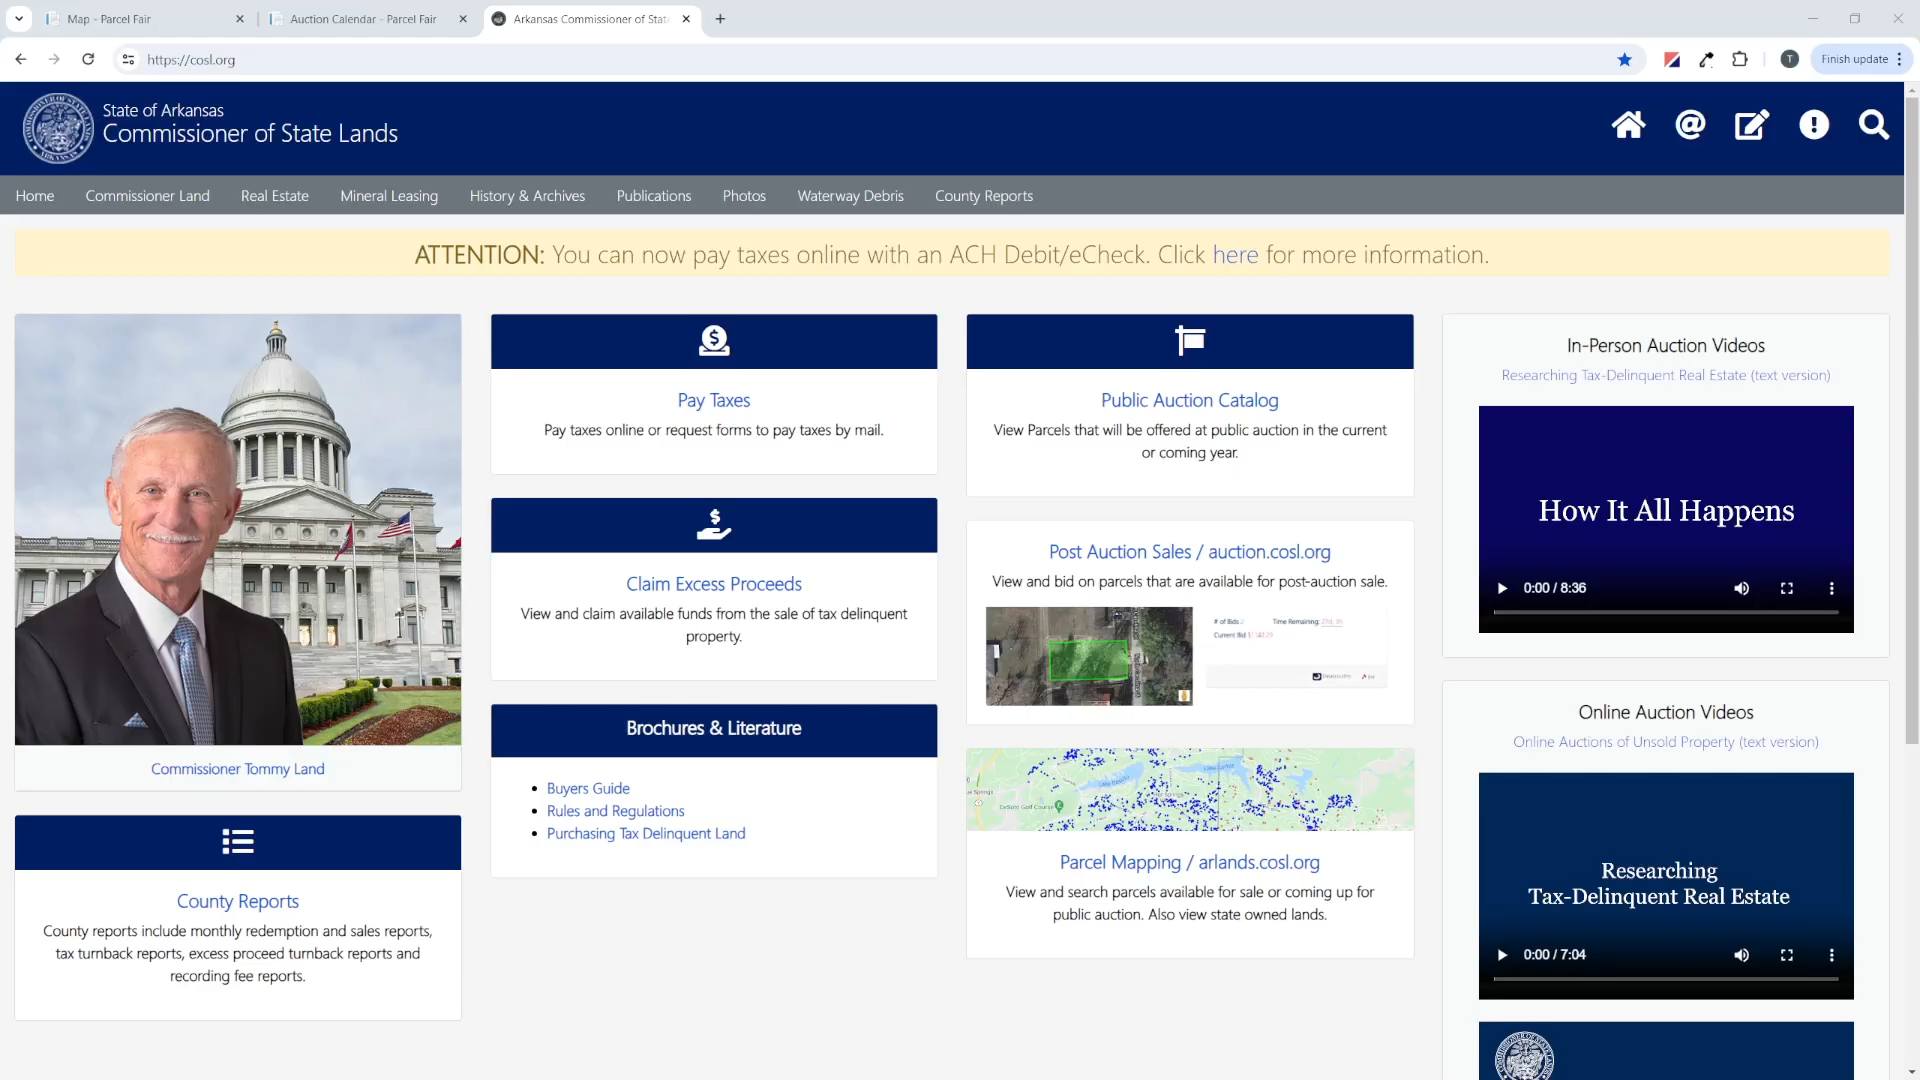 Map - Parcel Fair
Auction Calendar - Parcel Fair
Arkansas Commissioner of Stat
https://cosl.org
T
Finish update
State of Arkansas
Commissioner of State Lands
Home
Commissioner Land
Real Estate
Mineral Leasing
History & Archives
Publications
Photos
Waterway Debris
County Reports
ATTENTION: You can now pay taxes online with an ACH Debit/eCheck. Click here for more information.
Commissioner Tommy Land
County Reports
County reports include monthly redemption and sales reports,
tax turnback reports, excess proceed turnback reports and
recording fee reports.
Pay Taxes
Pay taxes online or request forms to pay taxes by mail.
Claim Excess Proceeds
View and claim available funds from the sale of tax delinquent
property.
Brochures & Literature
Buyers Guide
Rules and Regulations
Purchasing Tax Delinquent Land
Public Auction Catalog
View Parcels that will be offered at public auction in the current
or coming year.
Post Auction Sales / auction.cosl.org
View and bid on parcels that are available for post-auction sale.
# of Bids 2
Time Remaining:
Current Bid
DeSoto Golf Course
Parcel Mapping / arlands.cosl.org
View and search parcels available for sale or coming up for
public auction. Also view state owned lands.
In-Person Auction Videos
Researching Tax-Delinquent Real Estate (text version)
How It All Happens
0:00 / 8:36
Online Auction Videos
Online Auctions of Unsold Property (text version)
Researching
Tax-Delinquent Real Estate
0:00 / 7:04